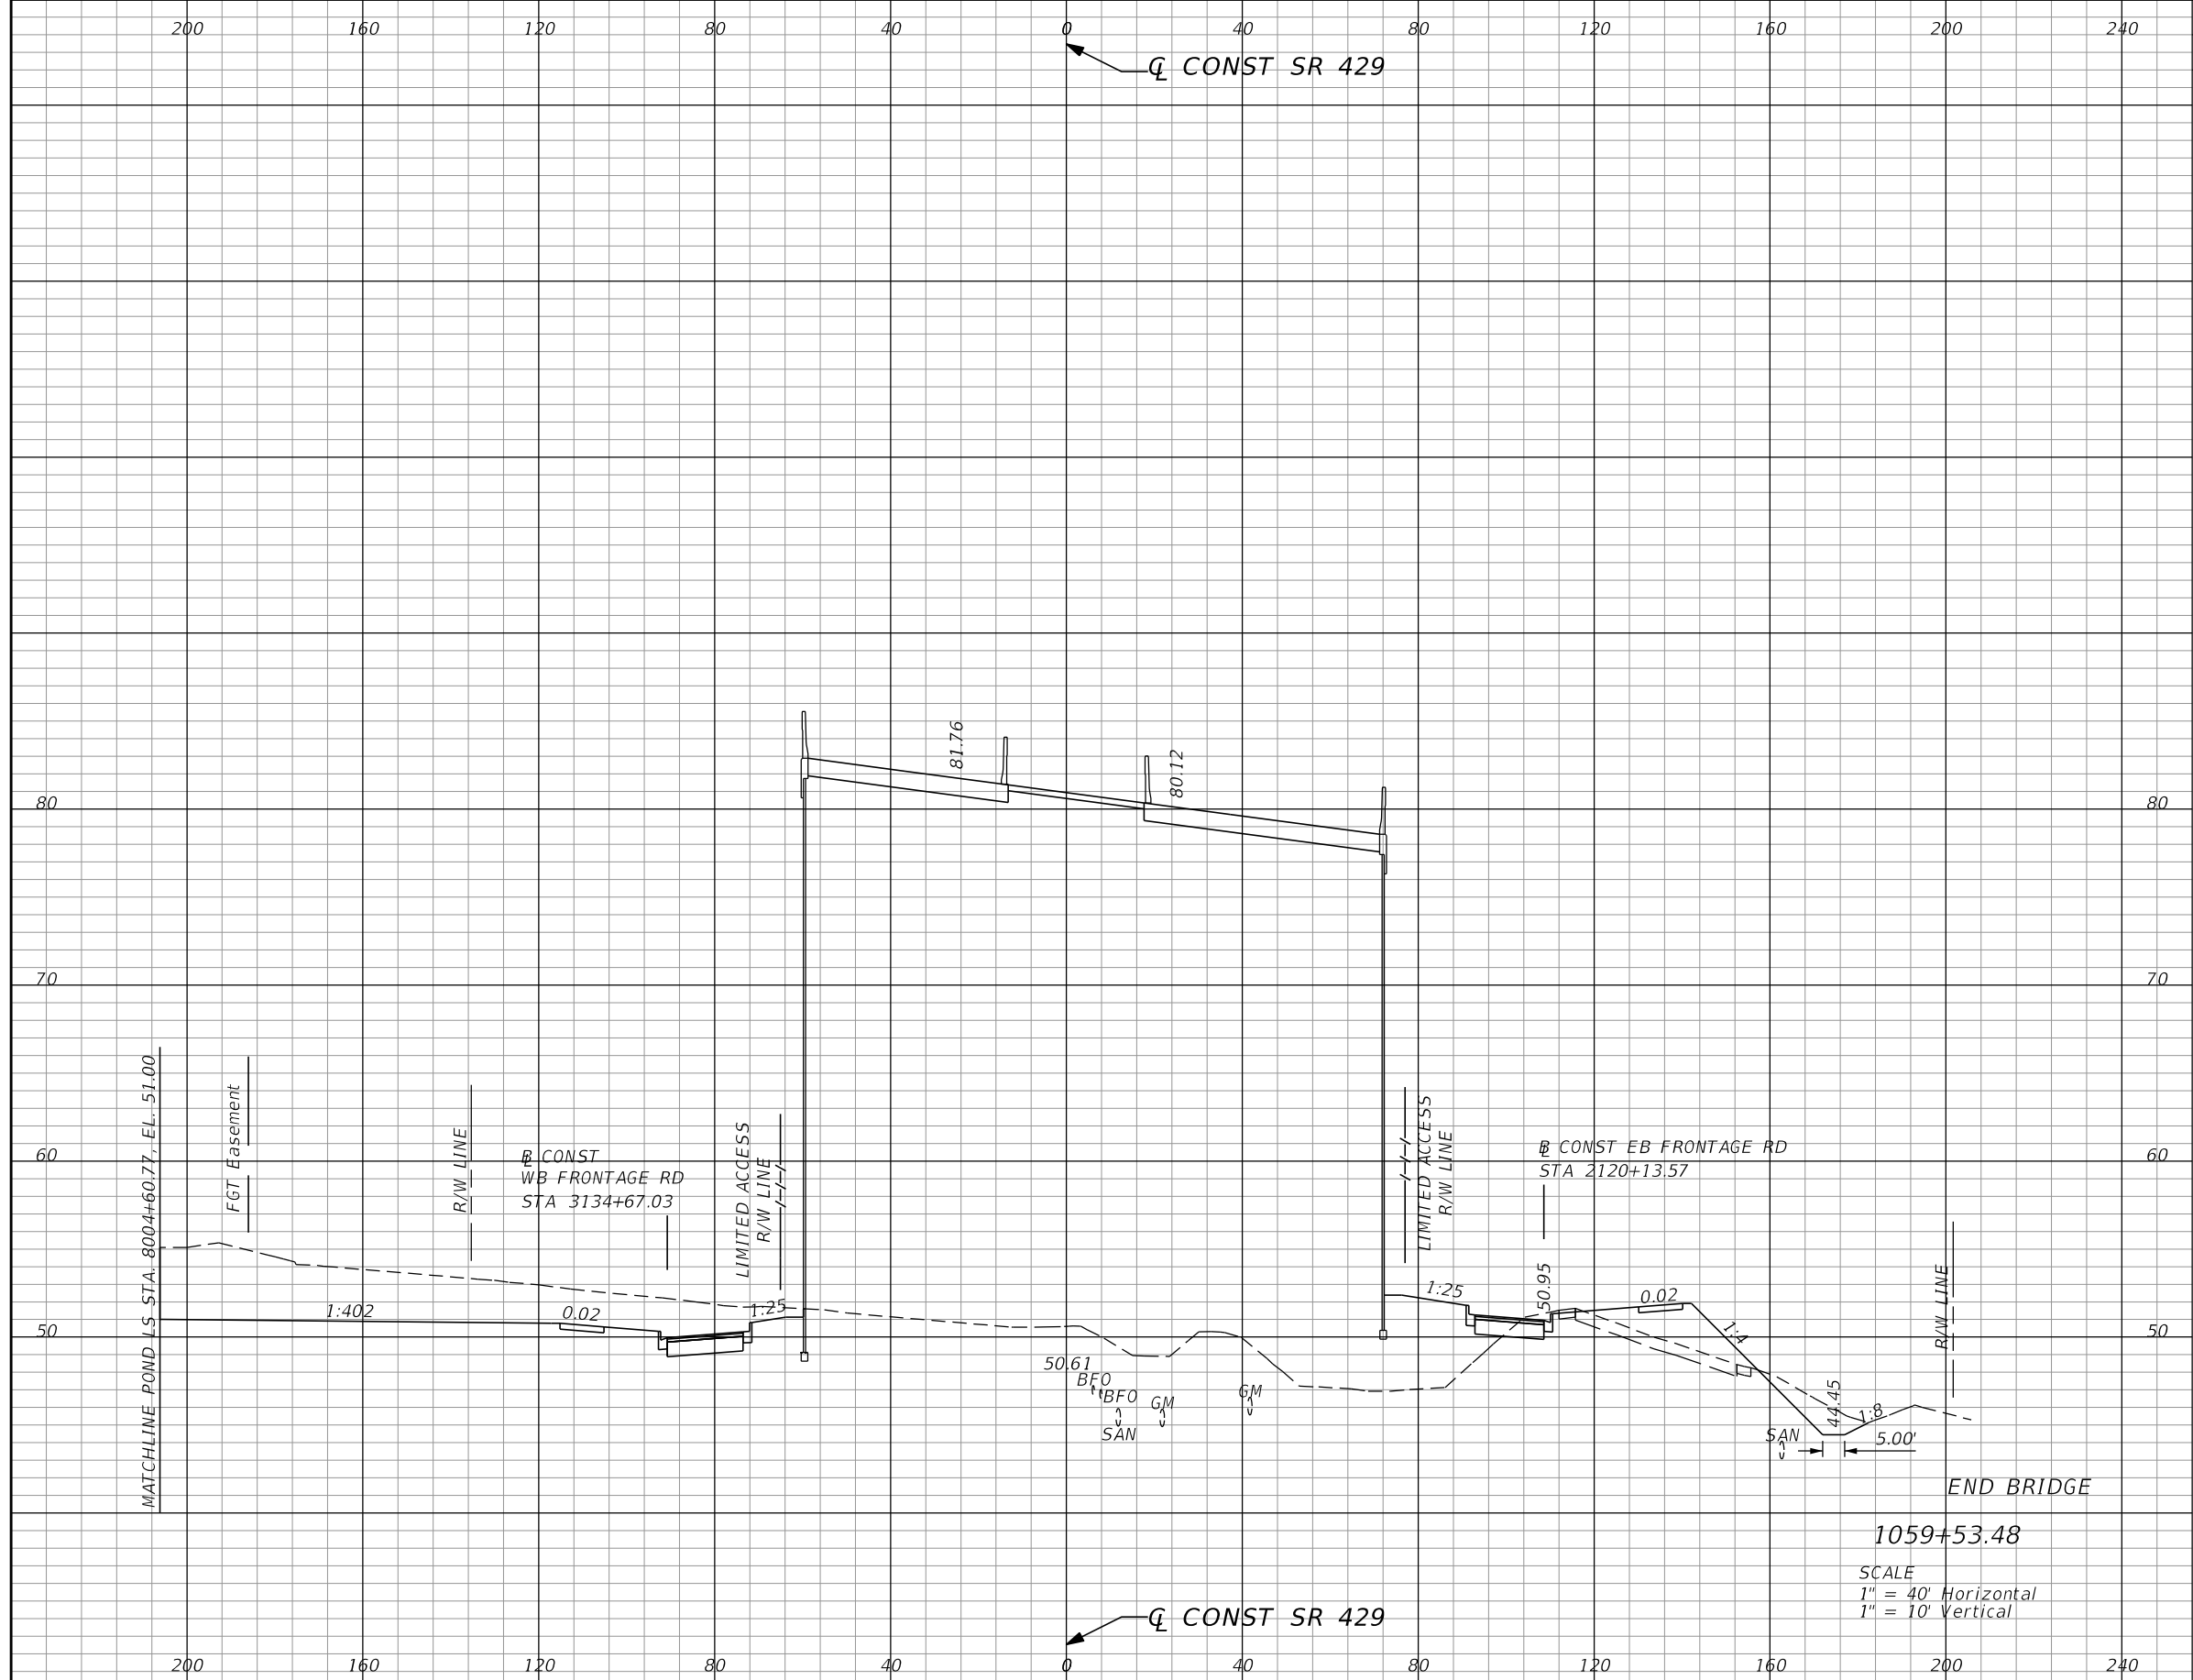 200 160 120 80 40 0 40 80 120 160 200 240
℄ CONST SR 429
81.76
80.12
80 80
70 70
60 60
50 50
MATCHLINE POND LS STA. 8004+60.77, EL. 51.00
FGT Easement
R/W LINE
℄ CONST
WB FRONTAGE RD
STA 3134+67.03
LIMITED ACCESS
R/W LINE
LIMITED ACCESS
R/W LINE
BL CONST EB FRONTAGE RD
STA 2120+13.57
50.95
R/W LINE
1:402
0.02
1:25
1:25
0.02
1:4
50.61
BFO
BFO
GM
GM
SAN
44.45
1:8
SAN
5.00'
END BRIDGE
1059+53.48
SCALE
1" = 40' Horizontal
1" = 10' Vertical
℄ CONST SR 429
200 160 120 80 40 0 40 80 120 160 200 240